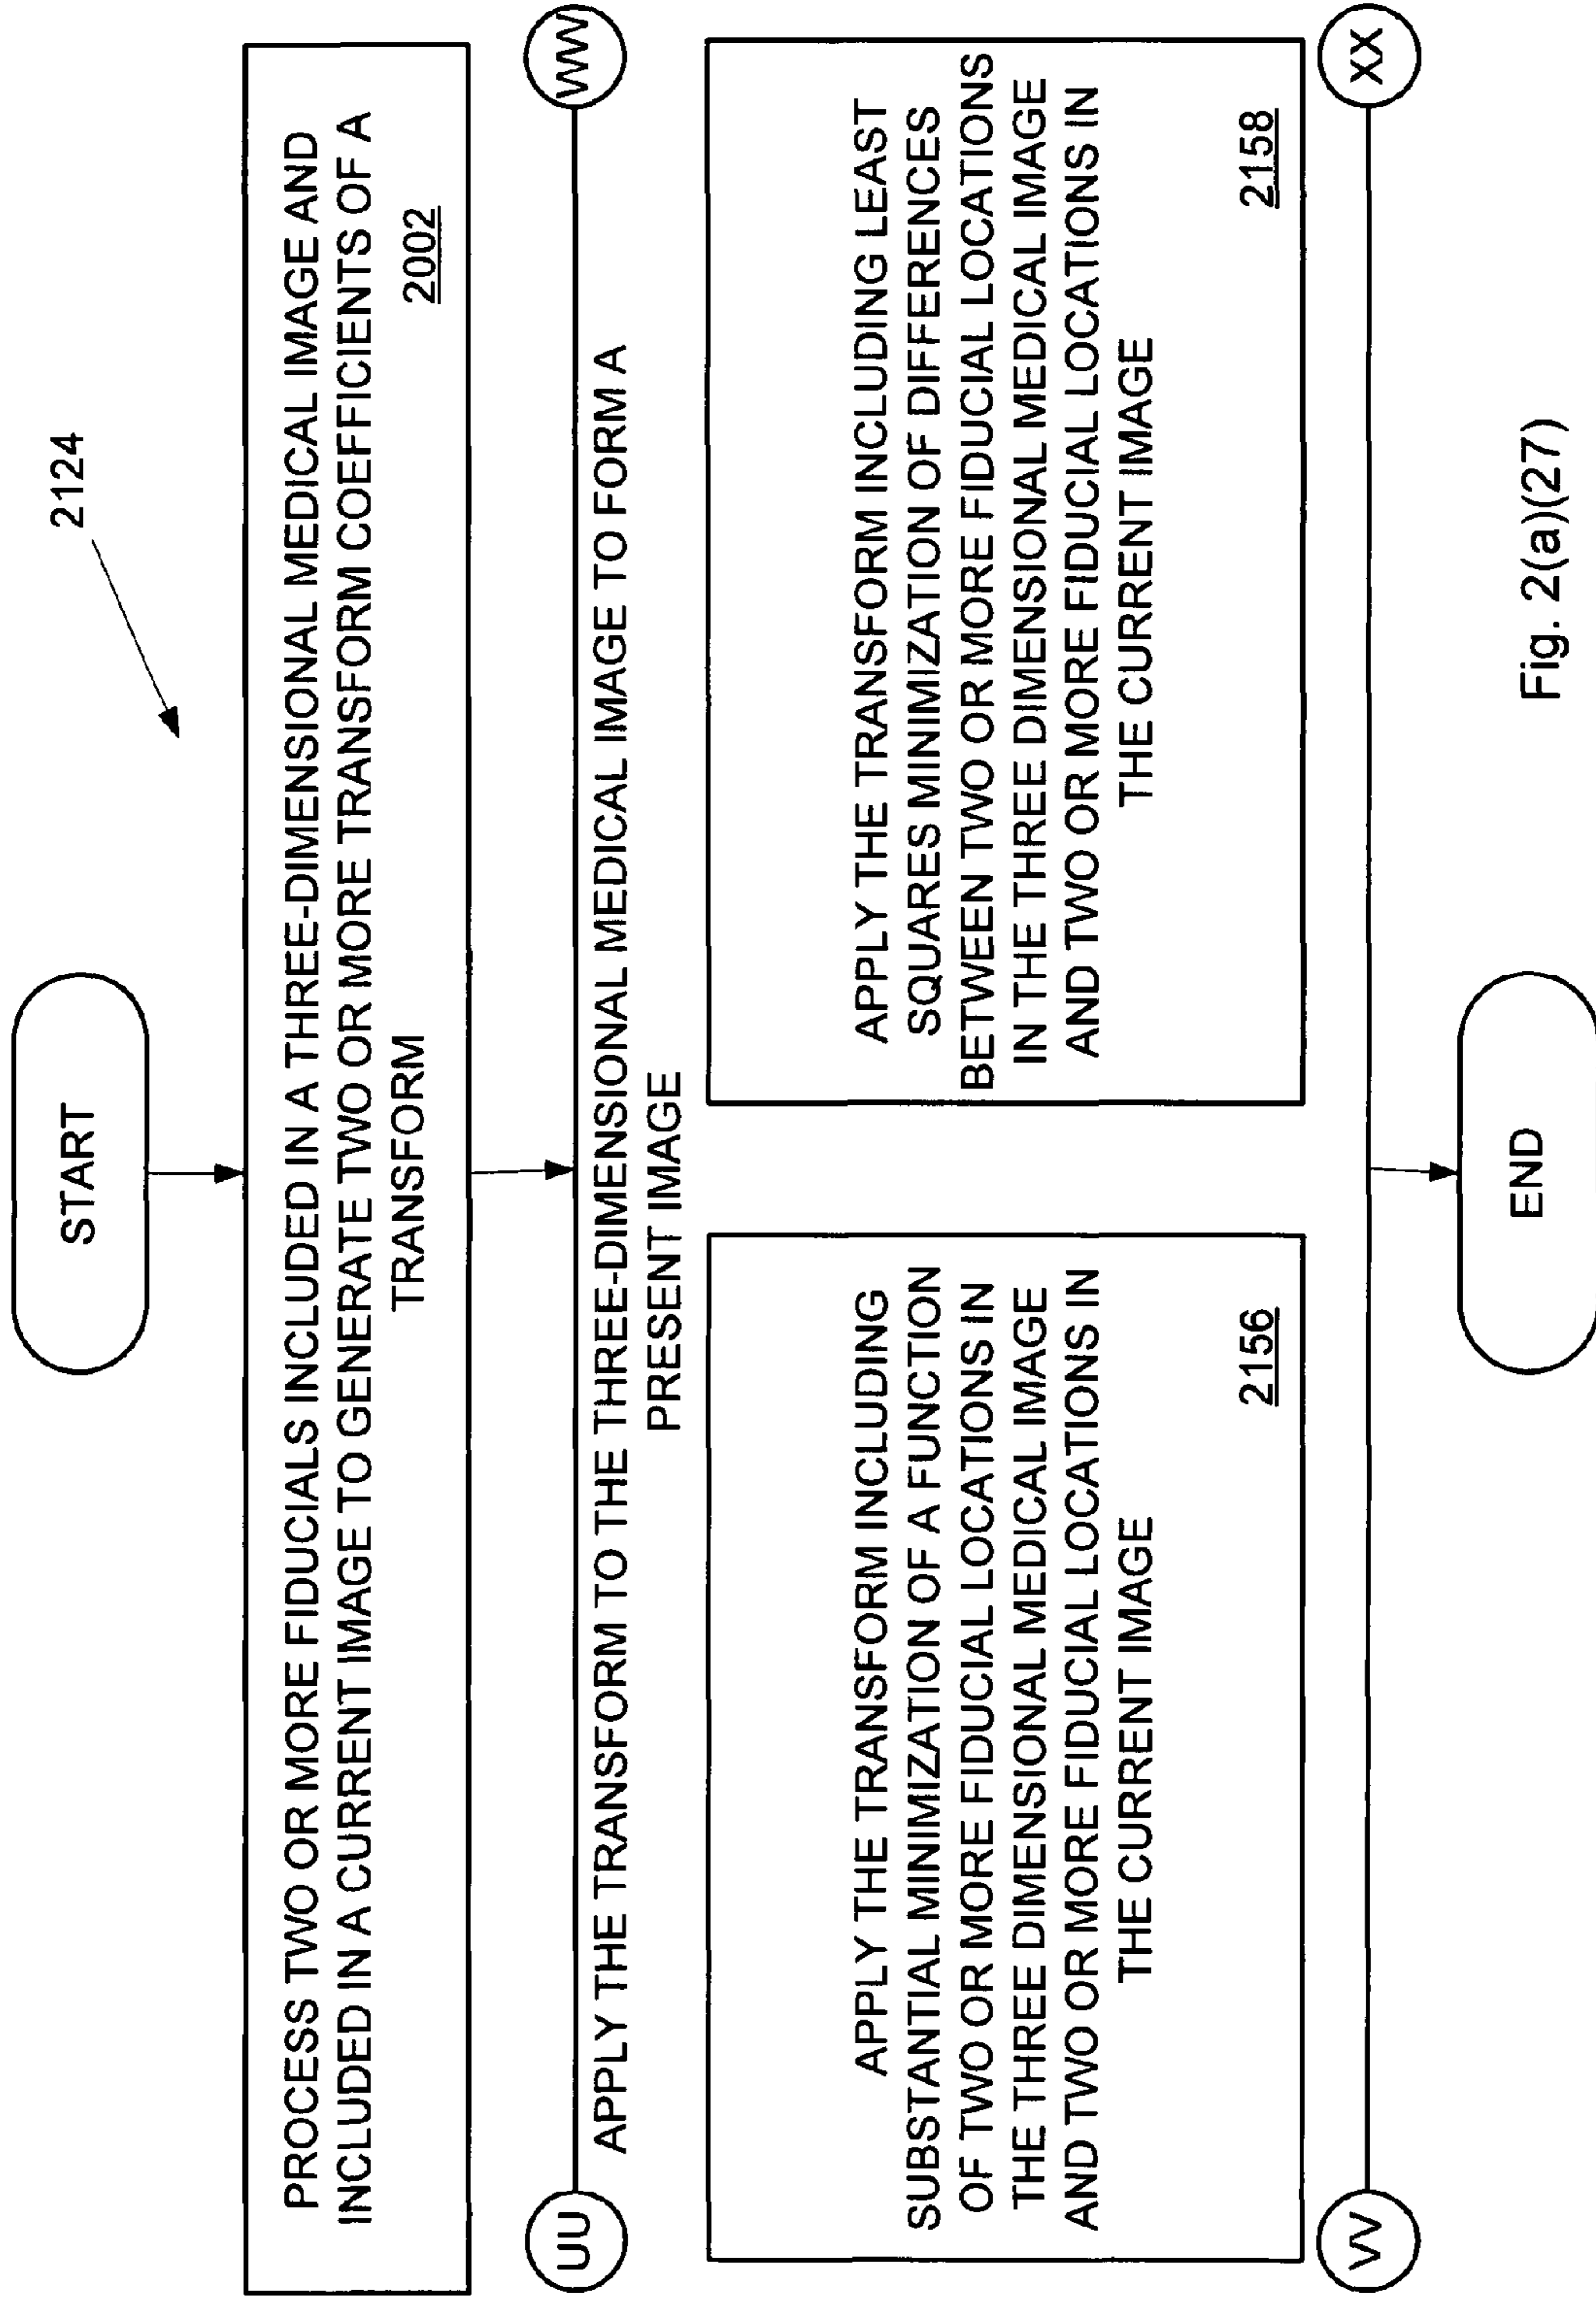 2124
START
PROCESS TWO OR MORE FIDUCIALS INCLUDED IN A THREE-DIMENSIONAL MEDICAL IMAGE AND
INCLUDED IN A CURRENT IMAGE TO GENERATE TWO OR MORE TRANSFORM COEFFICIENTS OF A
TRANSFORM
2002
UU
WW
APPLY THE TRANSFORM TO THE THREE-DIMENSIONAL MEDICAL IMAGE TO FORM A
PRESENT IMAGE
APPLY THE TRANSFORM INCLUDING
SUBSTANTIAL MINIMIZATION OF A FUNCTION
OF TWO OR MORE FIDUCIAL LOCATIONS IN
THE THREE DIMENSIONAL MEDICAL IMAGE
AND TWO OR MORE FIDUCIAL LOCATIONS IN
THE CURRENT IMAGE
2156
APPLY THE TRANSFORM INCLUDING LEAST
SQUARES MINIMIZATION OF DIFFERENCES
BETWEEN TWO OR MORE FIDUCIAL LOCATIONS
IN THE THREE DIMENSIONAL MEDICAL IMAGE
AND TWO OR MORE FIDUCIAL LOCATIONS IN
THE CURRENT IMAGE
2158
VV
XX
END
Fig. 2(a)(27)